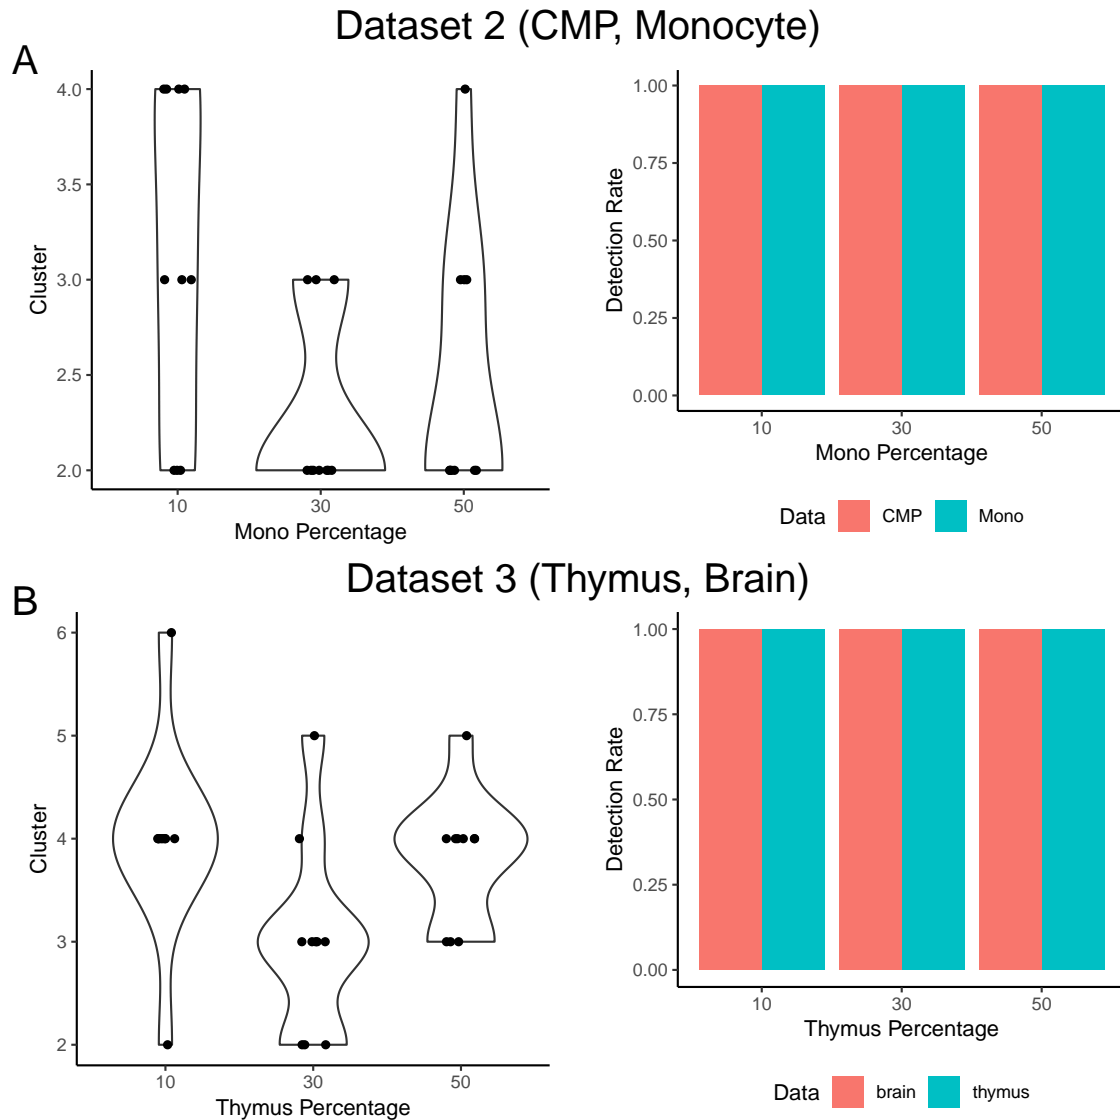 Dataset 2 (CMP, Monocyte)
A
4.0
3.5
3.0
2.5
2.0
Cluster
10 30 50
Mono Percentage
1.00
0.75
0.50
0.25
0.00
Detection Rate
10 30 50
Mono Percentage
Data CMP Mono
Dataset 3 (Thymus, Brain)
B
6
5
4
3
2
Cluster
10 30 50
Thymus Percentage
1.00
0.75
0.50
0.25
0.00
Detection Rate
10 30 50
Thymus Percentage
Data brain thymus